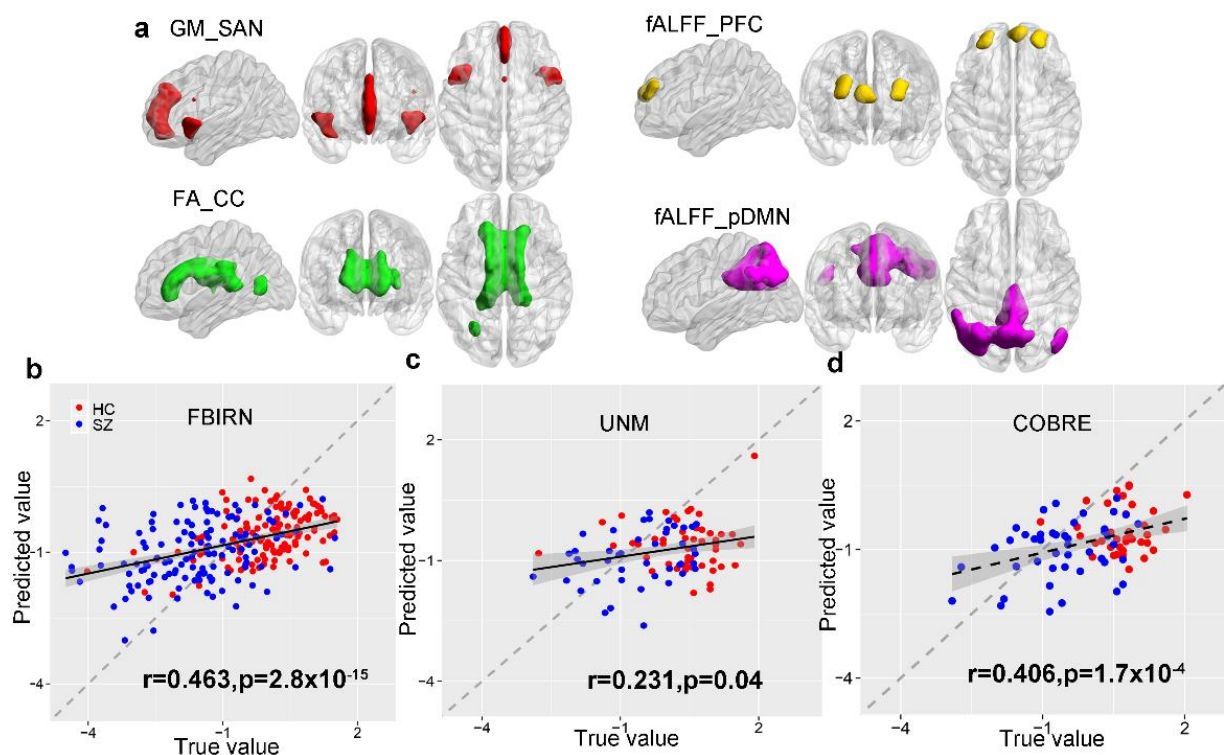 a
GM_SAN
fALFF_PFC
FA_CC
fALFF_pDMN
b
HC
SZ
FBIRN
2
-1
-4
Predicted value
r=0.463,p=2.8x10⁻¹⁵
-4
-1
2
True value
c
UNM
2
-1
-4
Predicted value
r=0.231,p=0.04
-4
-1
2
True value
d
COBRE
2
-1
-4
Predicted value
r=0.406,p=1.7x10⁻⁴
-4
-1
2
True value